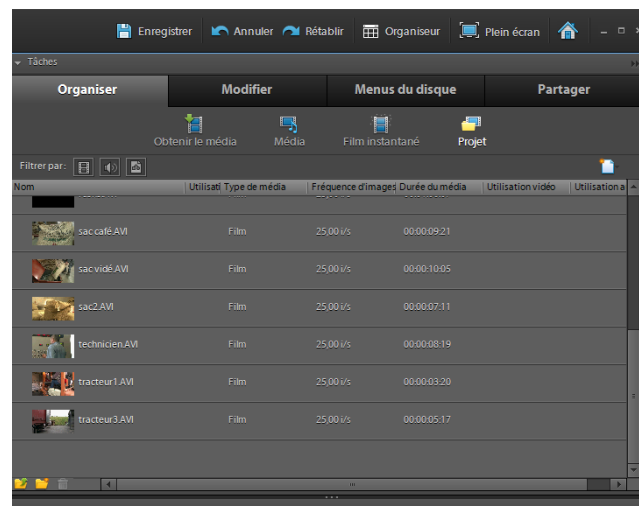 Enregistrer Annuler Rétablir Organiseur Plein écran
Tâches
Organiser Modifier Menus du disque Partager
Obtenir le média Média Film instantané Projet
Filtrer par:
Nom Utilisati Type de média Fréquence d'images Durée du média Utilisation vidéo Utilisation a
sac café.AVI Film 25,00 i/s 00:00:09:21
sac vidé.AVI Film 25,00 i/s 00:00:10:05
sac2.AVI Film 25,00 i/s 00:00:07:11
technicien.AVI Film 25,00 i/s 00:00:08:19
tracteur1.AVI Film 25,00 i/s 00:00:03:20
tracteur3.AVI Film 25,00 i/s 00:00:05:17